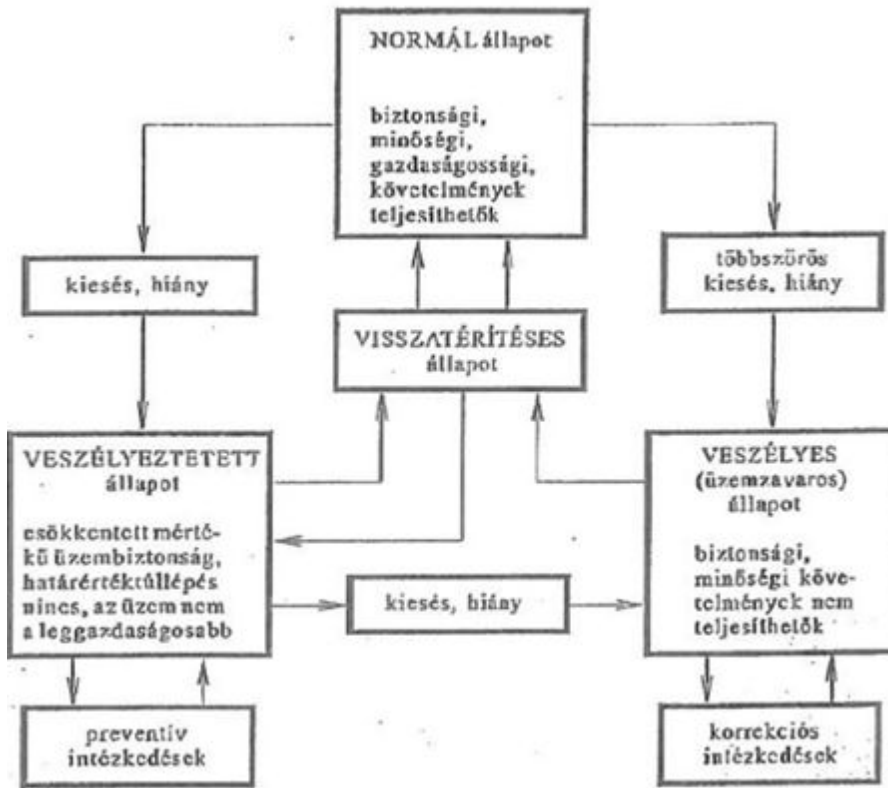 NORMÁL állapot
biztonsági,
minőségi,
gazdaságossági,
követelmények
teljesíthetők
kiesés, hiány
többszörös
kiesés, hiány
VISSZATÉRÍTÉSES
állapot
VESZÉLYEZTETETT
állapot
csökkentett mérté-
kű üzembiztonság,
határértéktúllépés
nincs, az üzem nem
a leggazdaságosabb
VESZÉLYES
(üzemzavaros)
állapot
biztonsági,
minőségi köve-
telmények nem
teljesíthetők
kiesés, hiány
preventív
intézkedések
korrekciós
intézkedések